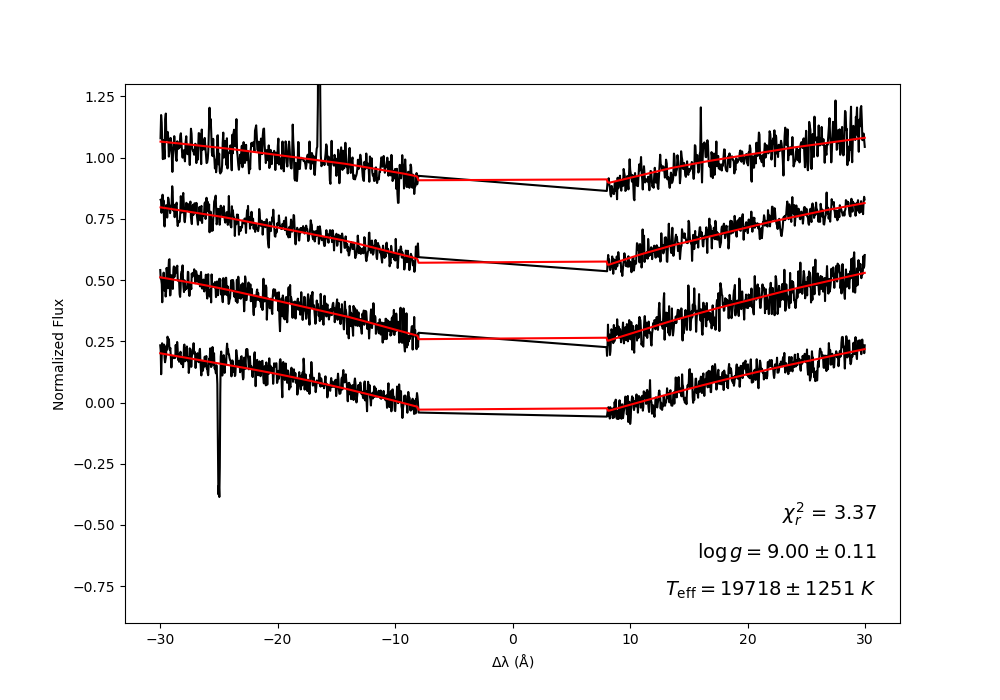 1.25
1.00
0.75
0.50
0.25
0.00
−0.25
−0.50
−0.75
Normalized Flux
χ²ᵣ = 3.37
log g = 9.00 ± 0.11
T_eff = 19718 ± 1251 K
−30 −20 −10 0 10 20 30
Δλ (Å)